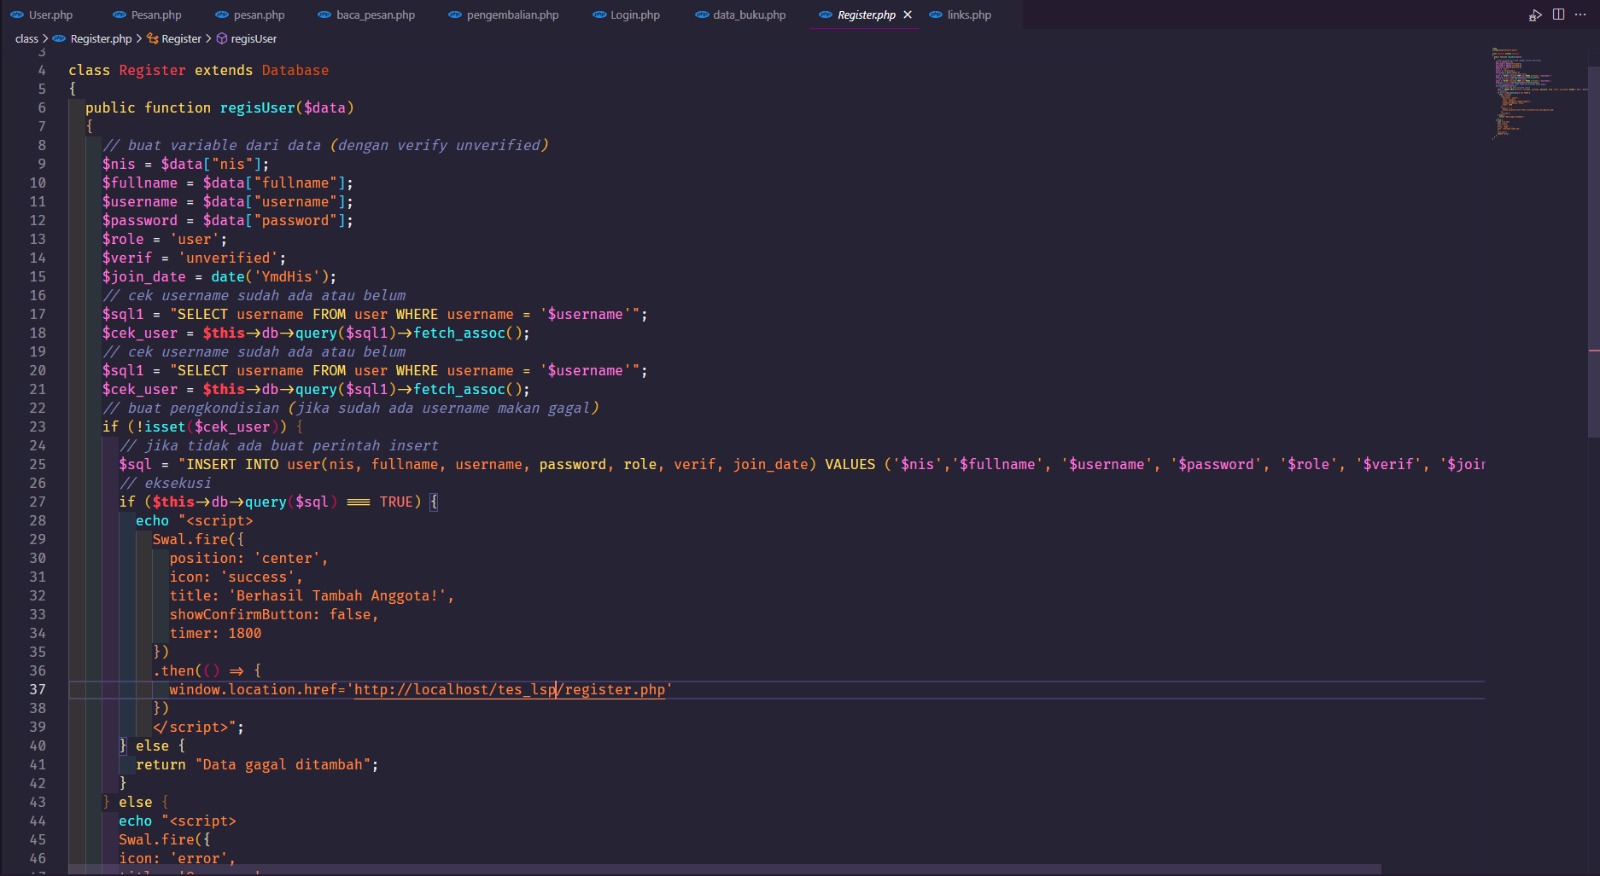 User.php Pesan.php pesan.php baca_pesan.php pengembalian.php Login.php data_buku.php Register.php × links.php
class > Register.php > Register > regisUser
3
4 class Register extends Database
5 {
6 public function regisUser($data)
7 {
8 // buat variable dari data (dengan verify unverified)
9 $nis = $data["nis"];
10 $fullname = $data["fullname"];
11 $username = $data["username"];
12 $password = $data["password"];
13 $role = 'user';
14 $verif = 'unverified';
15 $join_date = date('YmdHis');
16 // cek username sudah ada atau belum
17 $sql1 = "SELECT username FROM user WHERE username = '$username'";
18 $cek_user = $this->db->query($sql1)->fetch_assoc();
19 // cek username sudah ada atau belum
20 $sql1 = "SELECT username FROM user WHERE username = '$username'";
21 $cek_user = $this->db->query($sql1)->fetch_assoc();
22 // buat pengkondisian (jika sudah ada username makan gagal)
23 if (!isset($cek_user)) {
24 // jika tidak ada buat perintah insert
25 $sql = "INSERT INTO user(nis, fullname, username, password, role, verif, join_date) VALUES ('$nis','$fullname', '$username', '$password', '$role', '$verif', '$join
26 // eksekusi
27 if ($this->db->query($sql) === TRUE) {
28 echo "<script>
29 Swal.fire({
30 position: 'center',
31 icon: 'success',
32 title: 'Berhasil Tambah Anggota!',
33 showConfirmButton: false,
34 timer: 1800
35 })
36 .then(() => {
37 window.location.href='http://localhost/tes_lsp/register.php'
38 })
39 </script>";
40 } else {
41 return "Data gagal ditambah";
42 }
43 } else {
44 echo "<script>
45 Swal.fire({
46 icon: 'error',